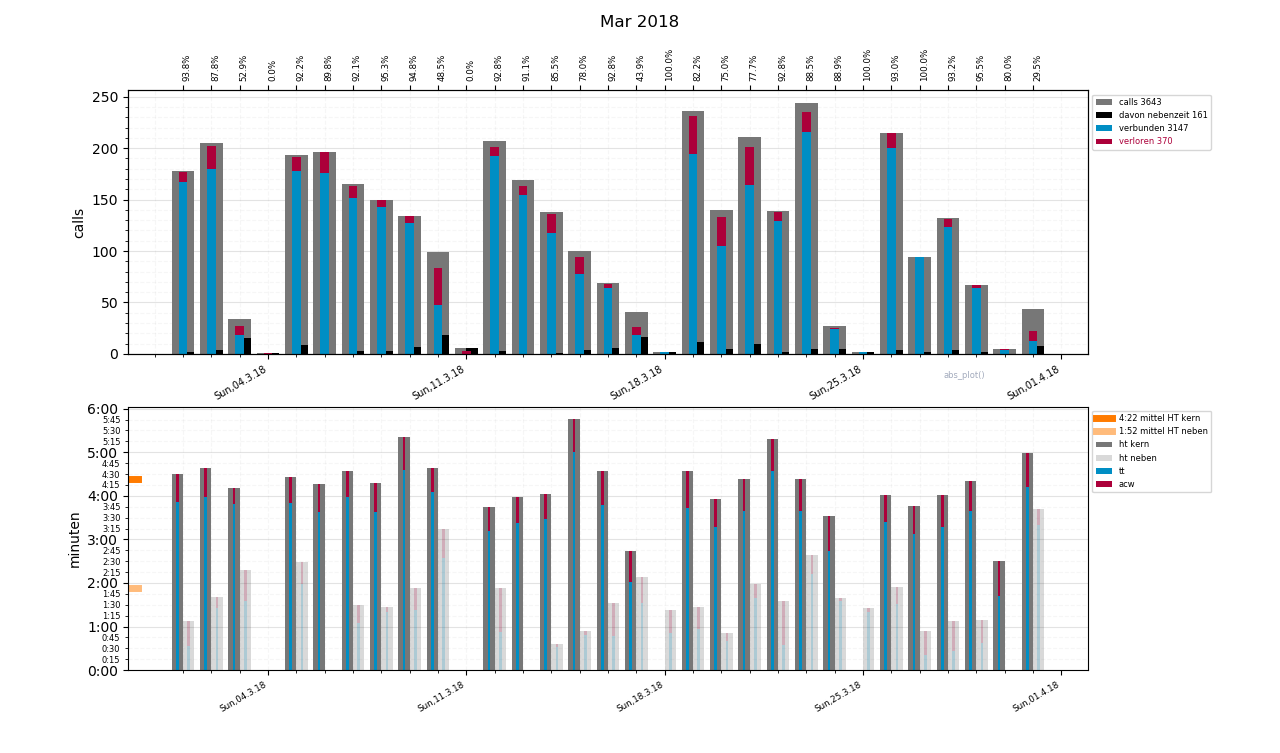 Mar 2018
93.8% 87.8% 52.9% 0.0% 92.2% 89.8% 92.1% 95.3% 94.8% 48.5% 0.0% 92.8% 91.1% 85.5% 78.0% 92.8% 43.9% 100.0% 82.2% 75.0% 77.7% 92.8% 88.5% 88.9% 100.0% 93.0% 100.0% 93.2% 95.5% 80.0% 29.5%
calls
250
200
150
100
50
0
calls 3643
davon nebenzeit 161
verbunden 3147
verloren 370
Sun,04.3.18 Sun,11.3.18 Sun,18.3.18 Sun,25.3.18 Sun,01.4.18
abs_plot()
minuten
6:00
5:45
5:30
5:15
5:00
4:45
4:30
4:15
4:00
3:45
3:30
3:15
3:00
2:45
2:30
2:15
2:00
1:45
1:30
1:15
1:00
0:45
0:30
0:15
0:00
4:22 mittel HT kern
1:52 mittel HT neben
ht kern
ht neben
tt
acw
Sun,04.3.18 Sun,11.3.18 Sun,18.3.18 Sun,25.3.18 Sun,01.4.18